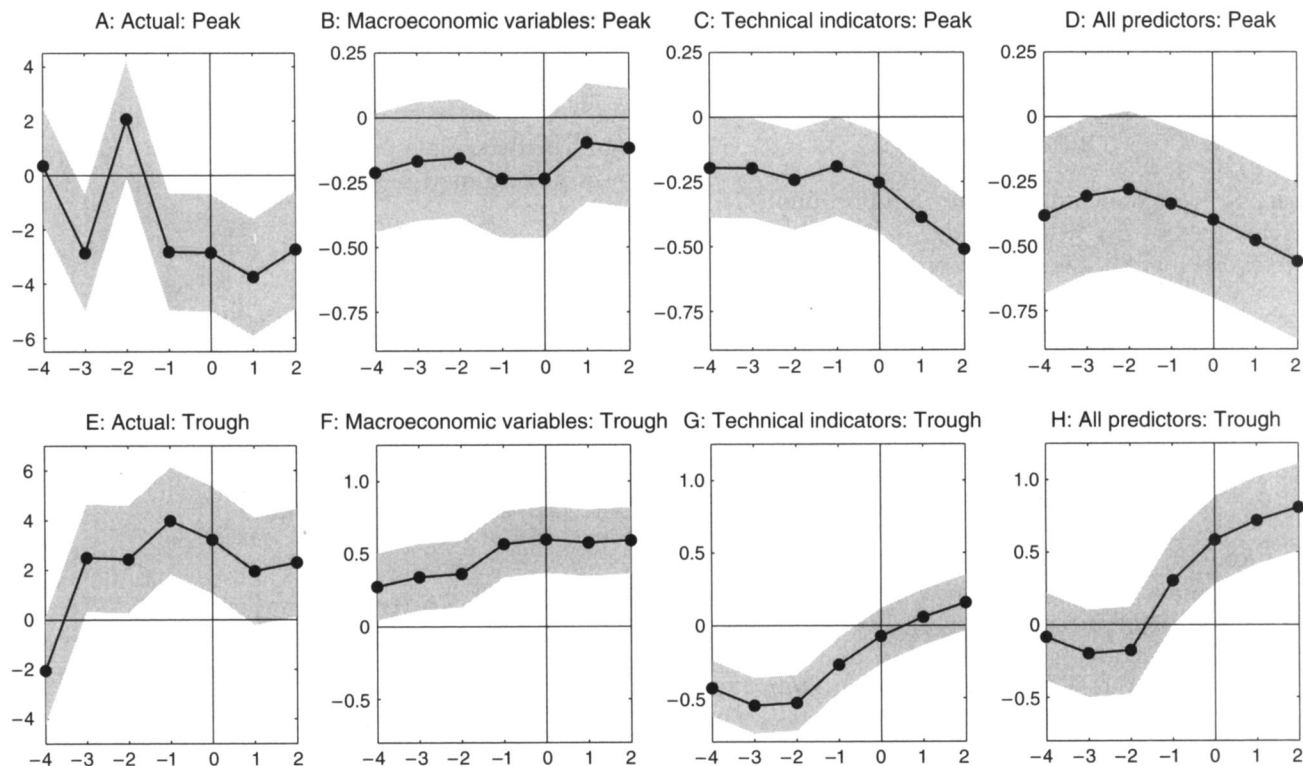 A: Actual: Peak
B: Macroeconomic variables: Peak
C: Technical indicators: Peak
D: All predictors: Peak
4
2
0
−2
−4
−6
−4 −3 −2 −1 0 1 2
0.25
0
−0.25
−0.50
−0.75
−4 −3 −2 −1 0 1 2
0.25
0
−0.25
−0.50
−0.75
−4 −3 −2 −1 0 1 2
0.25
0
−0.25
−0.50
−0.75
−4 −3 −2 −1 0 1 2
E: Actual: Trough
F: Macroeconomic variables: Trough
G: Technical indicators: Trough
H: All predictors: Trough
6
4
2
0
−2
−4
−4 −3 −2 −1 0 1 2
1.0
0.5
0
−0.5
−4 −3 −2 −1 0 1 2
1.0
0.5
0
−0.5
−4 −3 −2 −1 0 1 2
1.0
0.5
0
−0.5
−4 −3 −2 −1 0 1 2